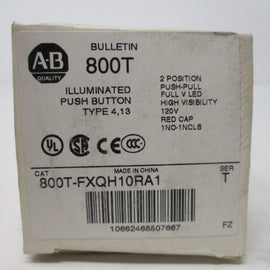 AB
QUALITY
BULLETIN
800T
ILLUMINATED
PUSH BUTTON
TYPE 4,13
2 POSITION
PUSH-PULL
FULL V LED
HIGH VISIBILITY
120V
RED CAP
1NO-1NCLB
CAT
MADE IN CHINA
SER
800T-FXQH10RA1
T
10662468507667
FZ